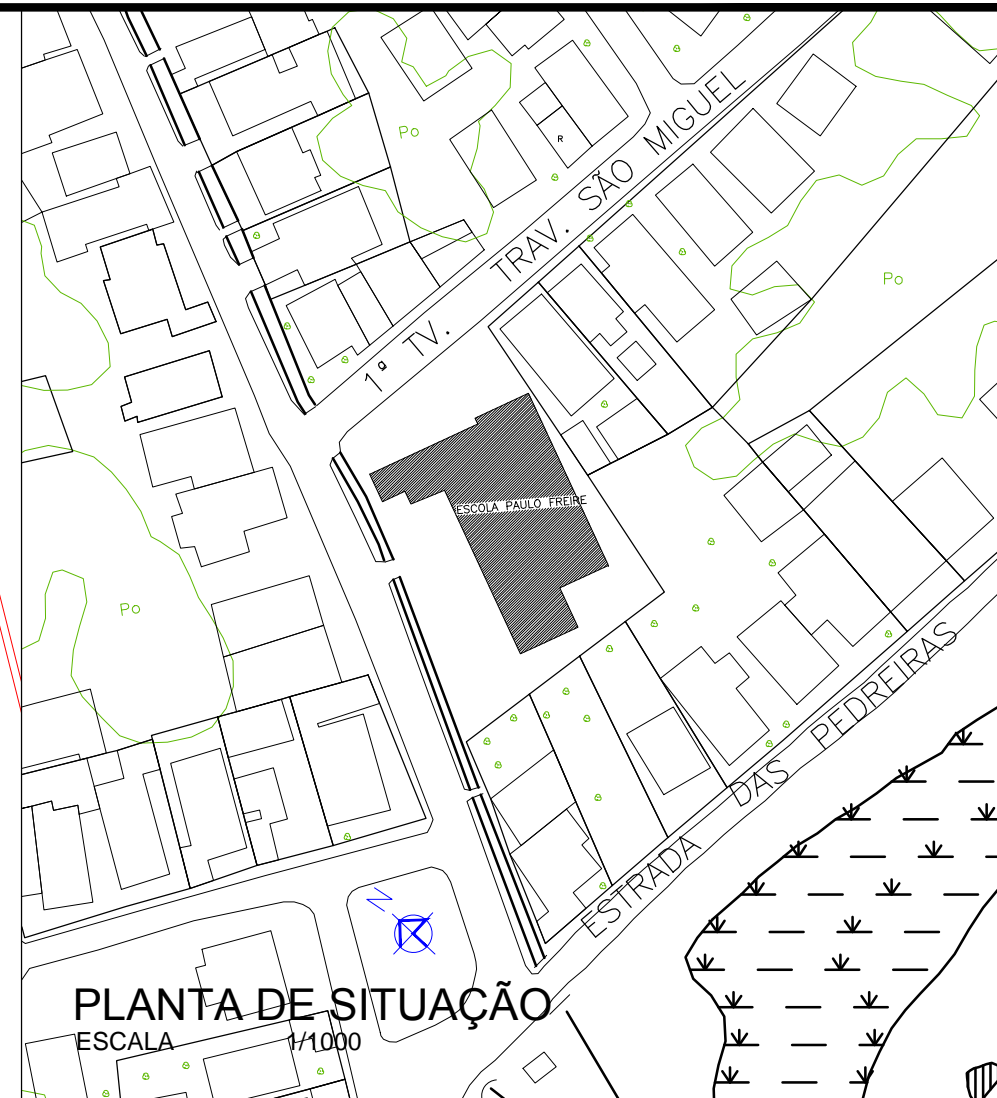 Po
R
1ª TV. TRAV. SÃO MIGUEL
Po
ESCOLA PAULO FREIRE
Po
ESTRADA DAS PEDREIRAS
N
PLANTA DE SITUAÇÃO
ESCALA 1/1000